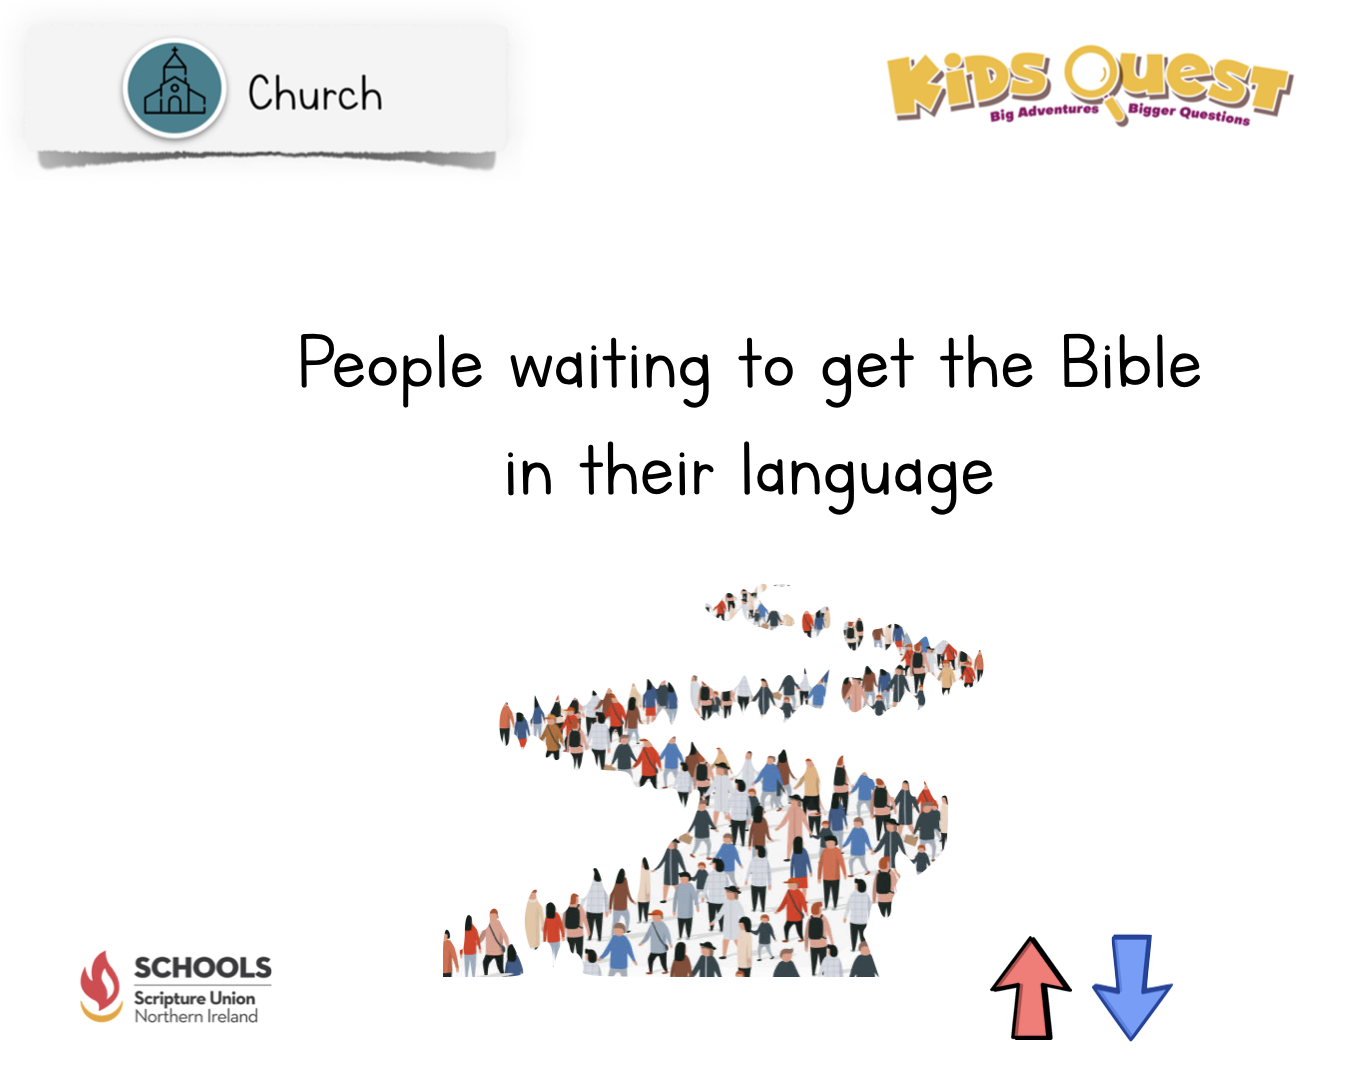 Church
KiDS QUEST
Big Adventures Bigger Questions
People waiting to get the Bible
in their language
SCHOOLS
Scripture Union
Northern Ireland